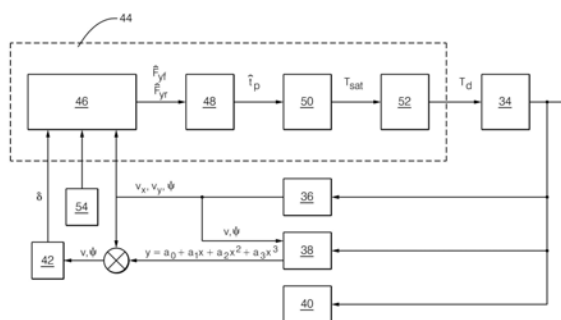 44
F̂yf
F̂yr
46
48
t̂p
50
Tsat
52
Td
34
δ
54
vx, vy, ψ̇
36
v,ψ̇
38
42
v,ψ̇
y = a0 + a1x + a2x² + a3x³
40